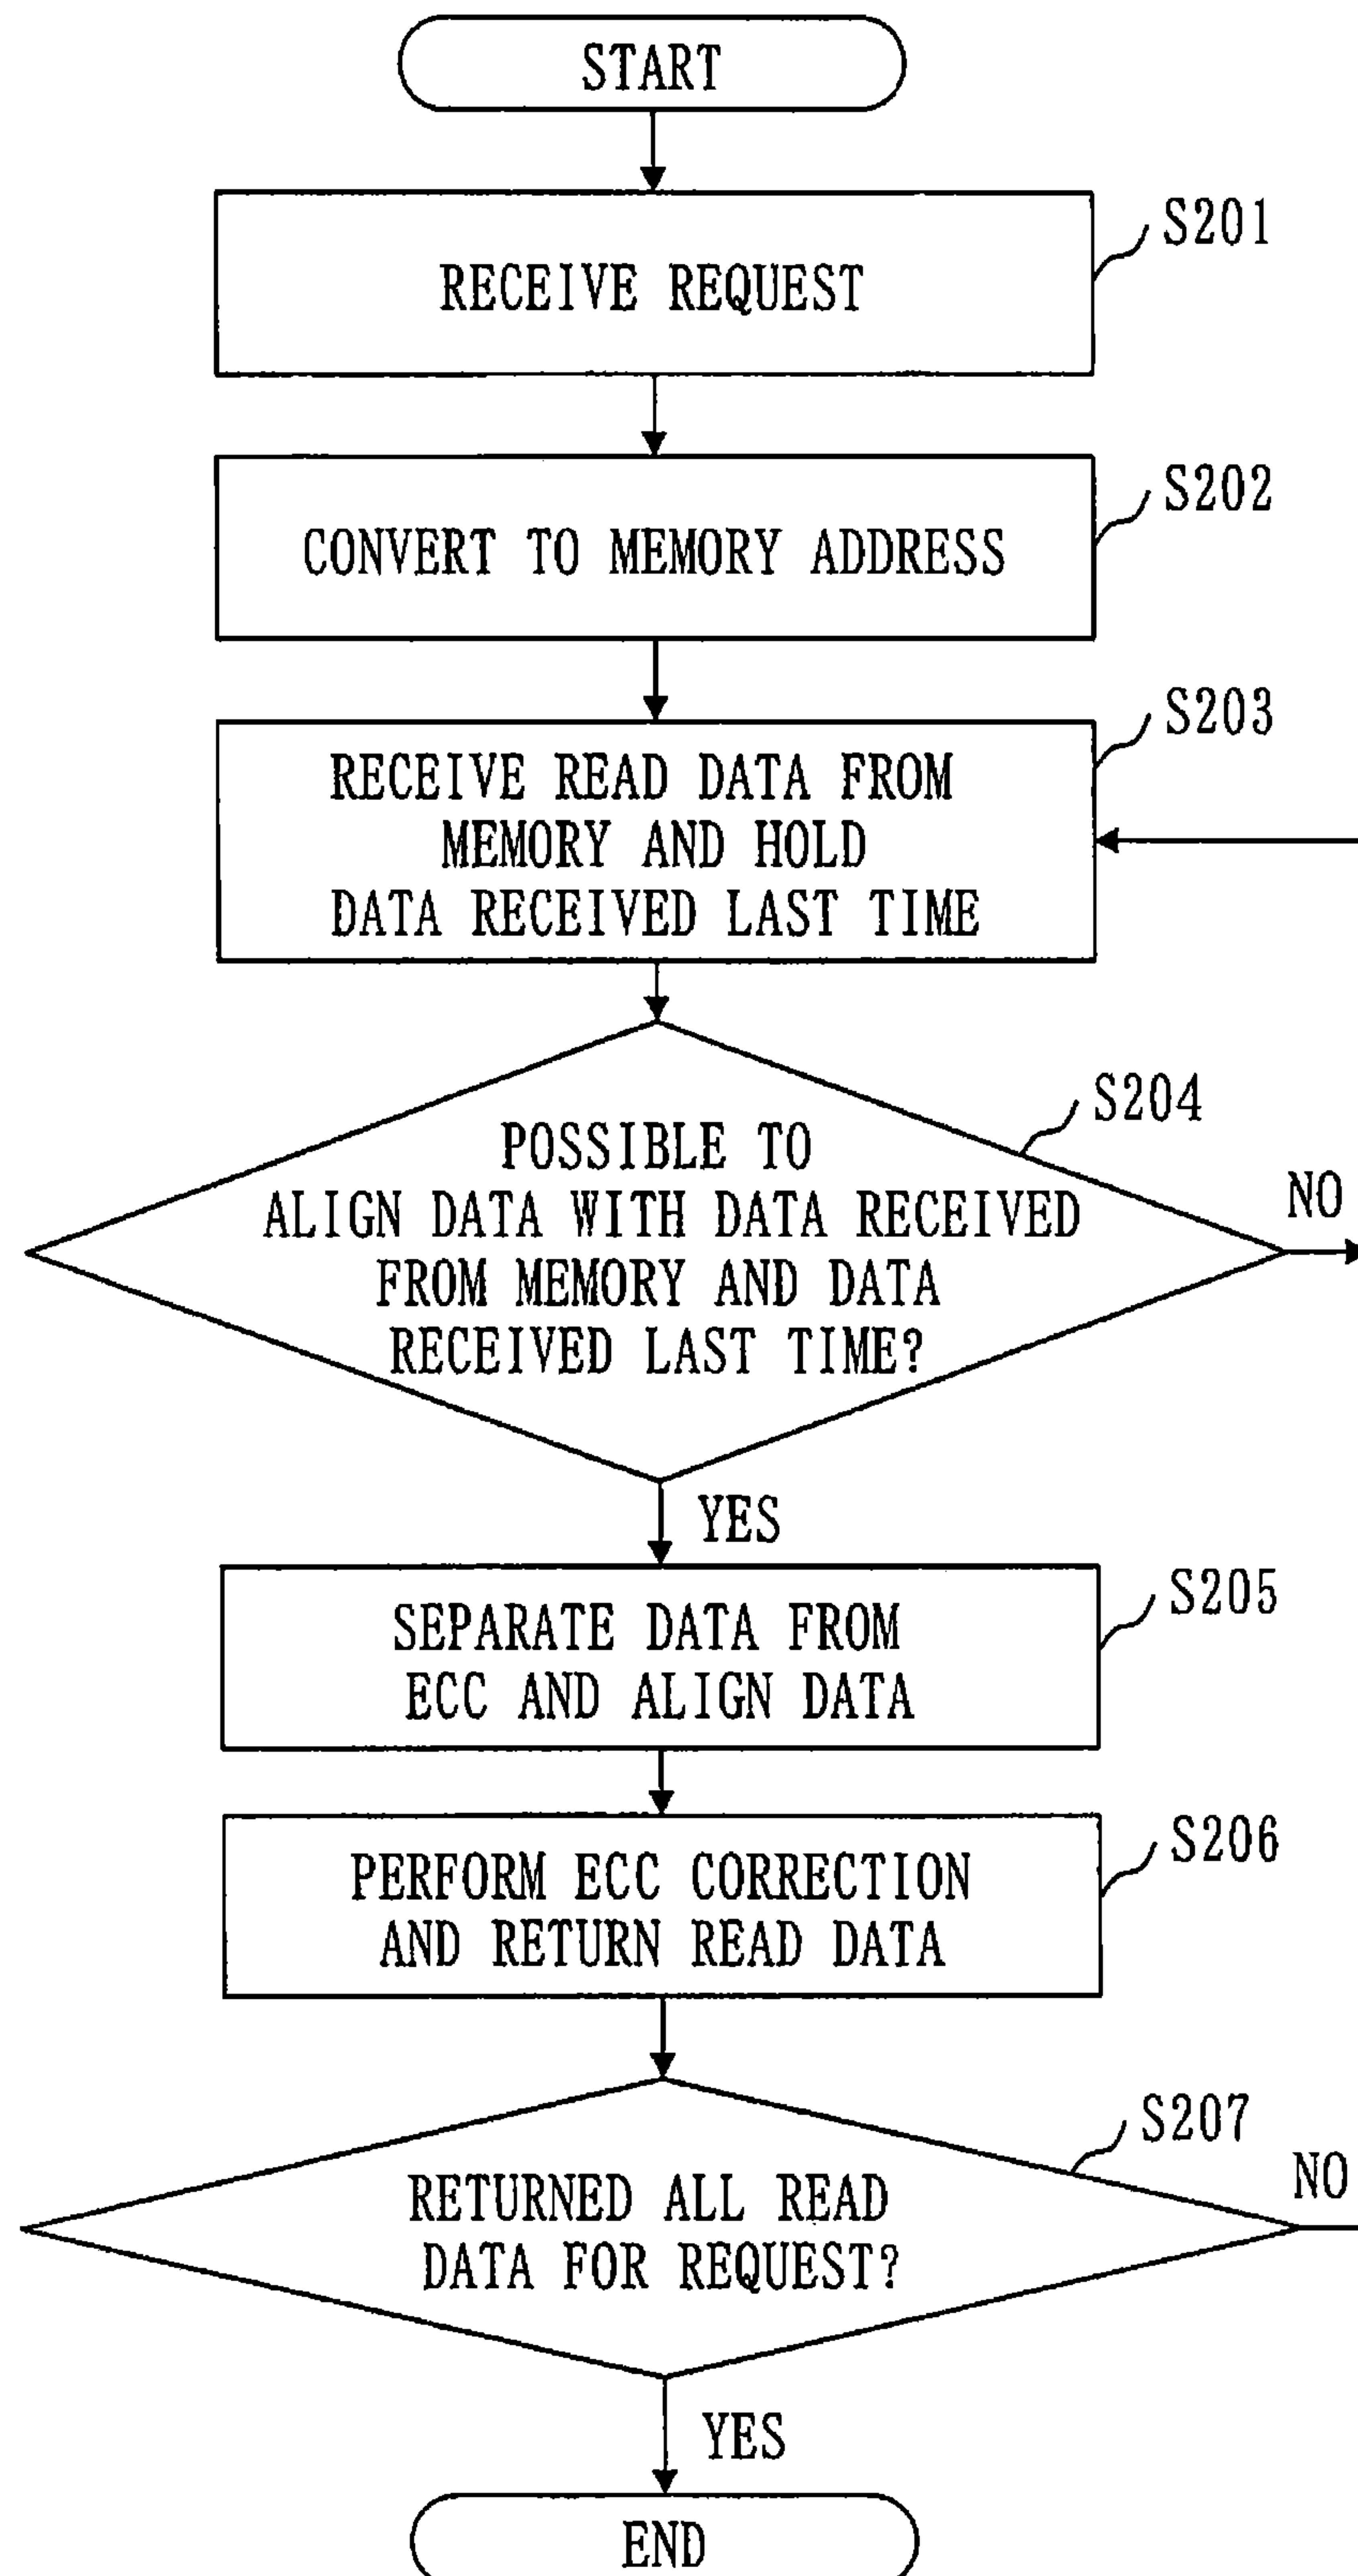 START
S201
RECEIVE REQUEST
S202
CONVERT TO MEMORY ADDRESS
S203
RECEIVE READ DATA FROM
MEMORY AND HOLD
DATA RECEIVED LAST TIME
S204
POSSIBLE TO
ALIGN DATA WITH DATA RECEIVED
FROM MEMORY AND DATA
RECEIVED LAST TIME?
NO
YES
S205
SEPARATE DATA FROM
ECC AND ALIGN DATA
S206
PERFORM ECC CORRECTION
AND RETURN READ DATA
S207
RETURNED ALL READ
DATA FOR REQUEST?
NO
YES
END